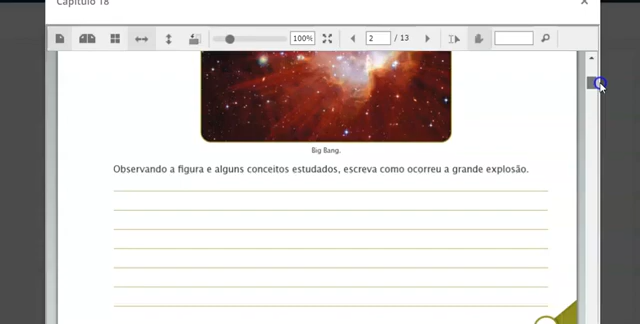 Capítulo 18
100%
2 / 13
Big Bang.
Observando a figura e alguns conceitos estudados, escreva como ocorreu a grande explosão.